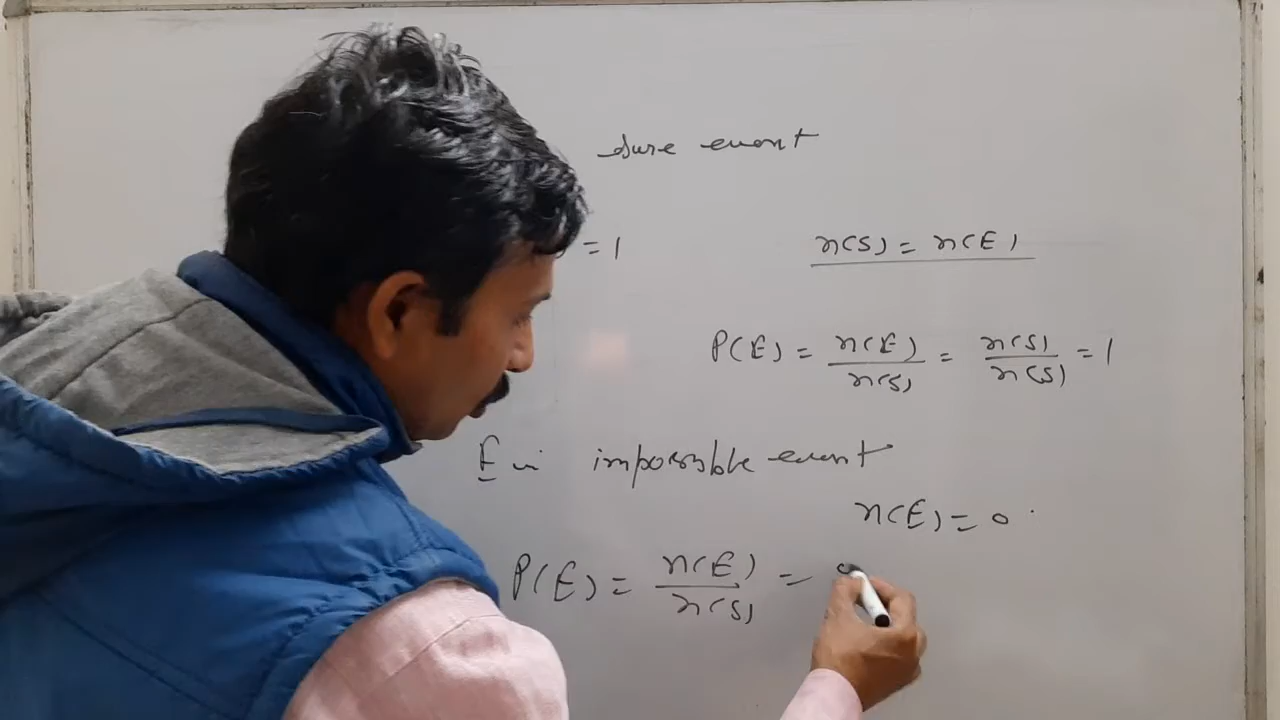 sure event
= 1
n(S) = n(E)
P(E) = n(E)/n(S) = n(S)/n(S) = 1
E is impossible event
n(E) = 0
P(E) = n(E)/n(S) =